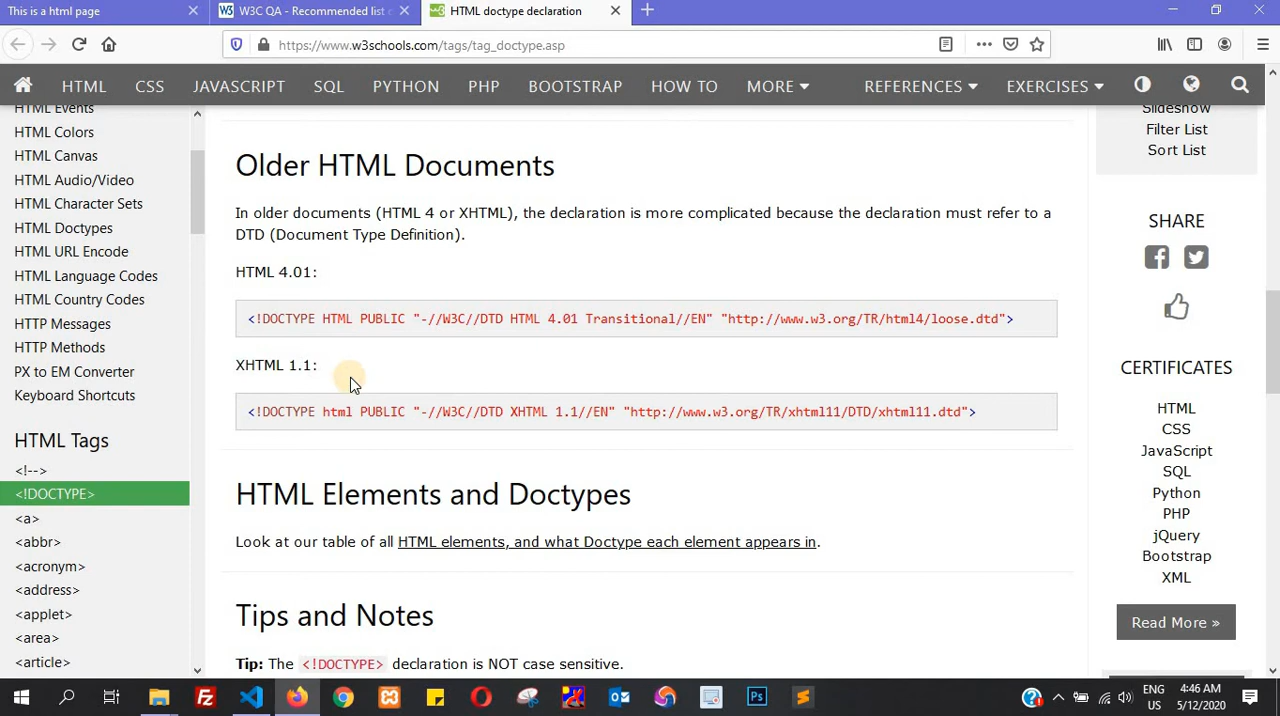 This is a html page
W3C QA - Recommended list c
HTML doctype declaration
https://www.w3schools.com/tags/tag_doctype.asp
HTML CSS JAVASCRIPT SQL PYTHON PHP BOOTSTRAP HOW TO MORE REFERENCES EXERCISES
HTML Events
HTML Colors
HTML Canvas
HTML Audio/Video
HTML Character Sets
HTML Doctypes
HTML URL Encode
HTML Language Codes
HTML Country Codes
HTTP Messages
HTTP Methods
PX to EM Converter
Keyboard Shortcuts
HTML Tags
<!-->
<!DOCTYPE>
<a>
<abbr>
<acronym>
<address>
<applet>
<area>
<article>
Older HTML Documents
In older documents (HTML 4 or XHTML), the declaration is more complicated because the declaration must refer to a
DTD (Document Type Definition).
HTML 4.01:
<!DOCTYPE HTML PUBLIC "-//W3C//DTD HTML 4.01 Transitional//EN" "http://www.w3.org/TR/html4/loose.dtd">
XHTML 1.1:
<!DOCTYPE html PUBLIC "-//W3C//DTD XHTML 1.1//EN" "http://www.w3.org/TR/xhtml11/DTD/xhtml11.dtd">
HTML Elements and Doctypes
Look at our table of all HTML elements, and what Doctype each element appears in.
Tips and Notes
Tip: The <!DOCTYPE> declaration is NOT case sensitive.
Slideshow
Filter List
Sort List
SHARE
CERTIFICATES
HTML
CSS
JavaScript
SQL
Python
PHP
jQuery
Bootstrap
XML
Read More »
ENG
US
4:46 AM
5/12/2020